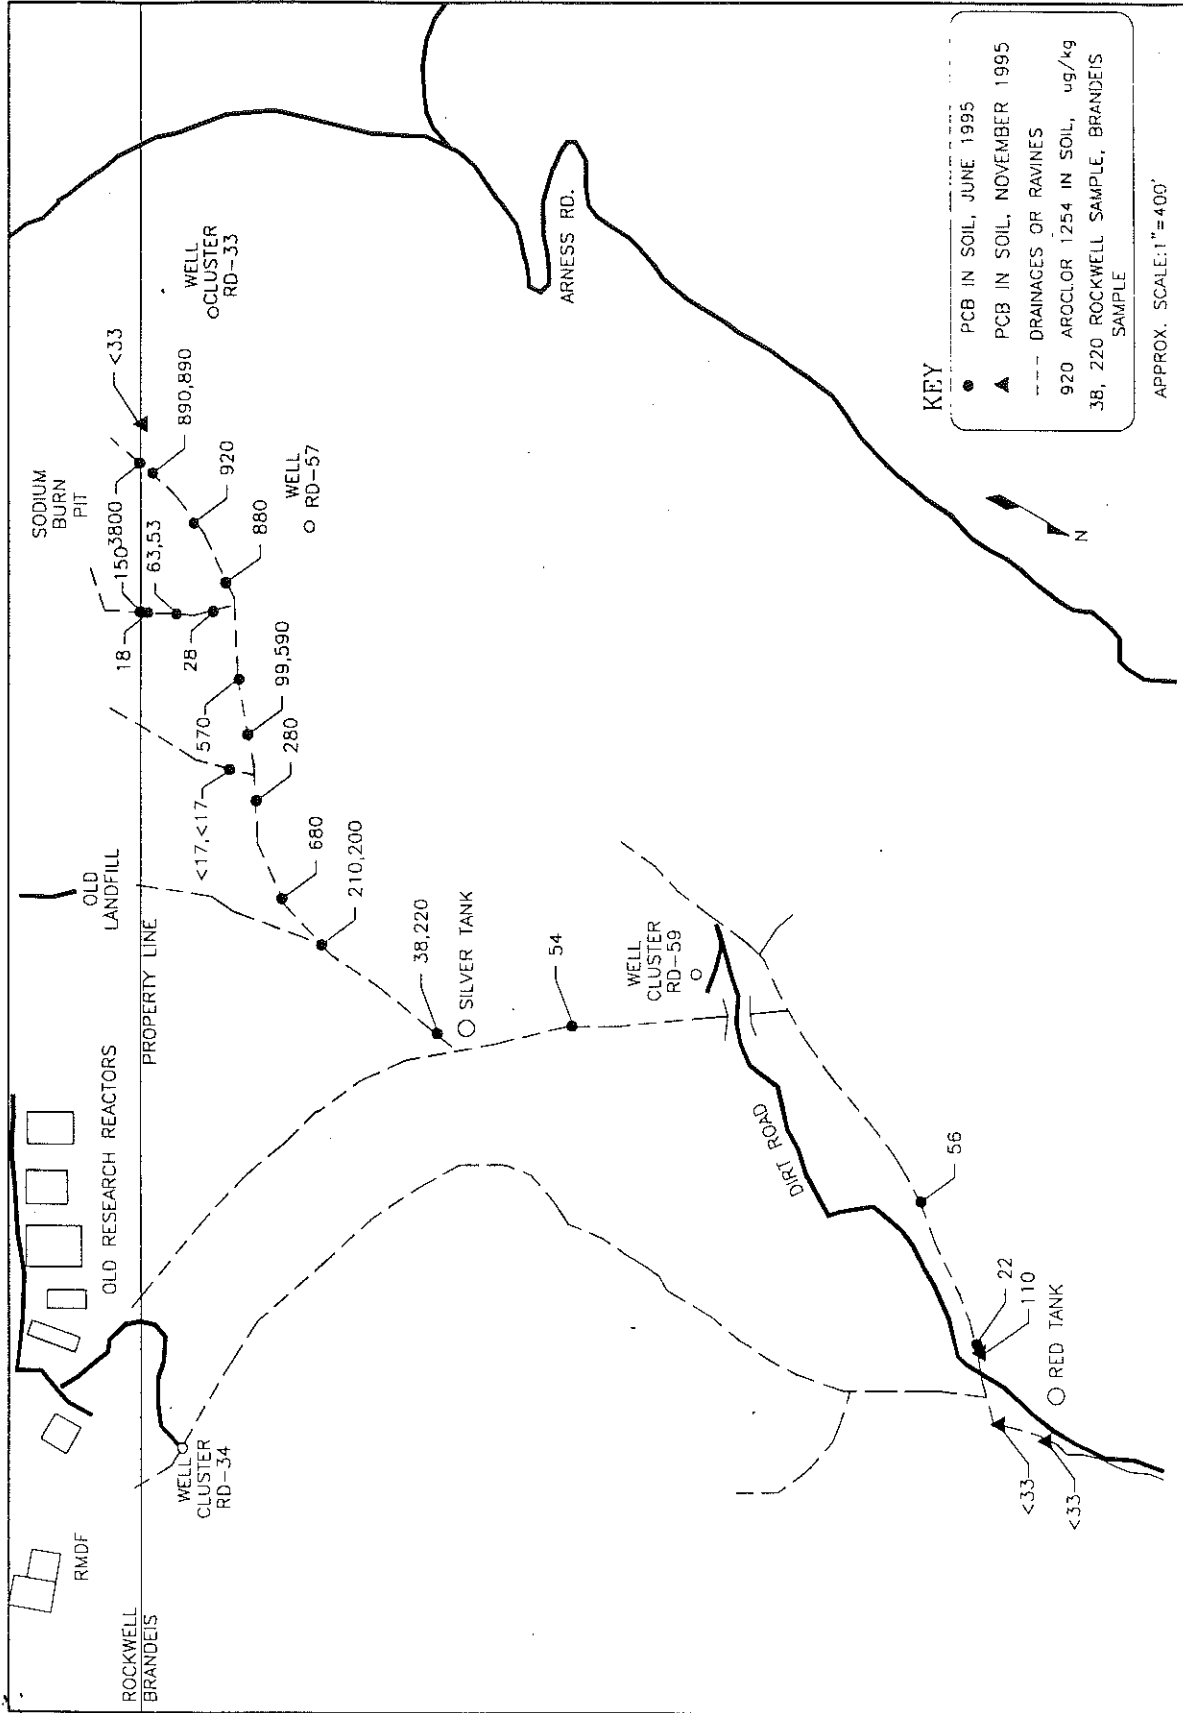 ROCKWELL
BRANDEIS
RMDF
WELL
CLUSTER
RD-34
OLD RESEARCH REACTORS
PROPERTY LINE
OLD
LANDFILL
SODIUM
BURN
PIT
18
150
3800
63,53
28
<33
890,890
920
880
WELL
CLUSTER
RD-33
WELL
RD-57
570
<17,<17
99,590
280
680
210,200
38,220
SILVER TANK
54
WELL
CLUSTER
RD-59
DIRT ROAD
56
22
110
RED TANK
<33
<33
ARNESS RD.
N
KEY
PCB IN SOIL, JUNE 1995
PCB IN SOIL, NOVEMBER 1995
--- DRAINAGES OR RAVINES
920 AROCLOR 1254 IN SOIL, ug/kg
38, 220 ROCKWELL SAMPLE, BRANDEIS
SAMPLE
APPROX. SCALE: 1"=400'